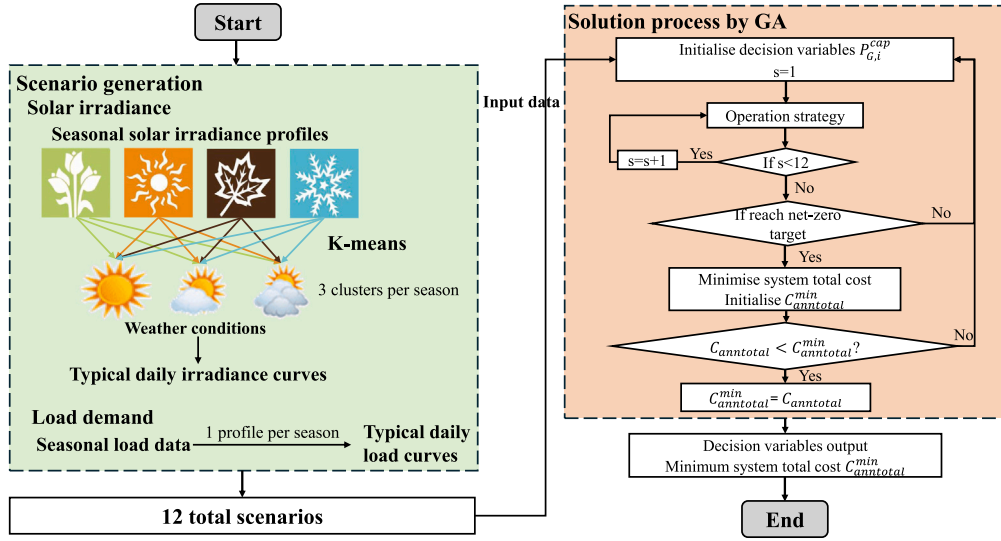 Start
Scenario generation
Solar irradiance
Seasonal solar irradiance profiles
K-means
3 clusters per season
Weather conditions
Typical daily irradiance curves
Load demand
Seasonal load data
1 profile per season
Typical daily
load curves
12 total scenarios
Input data
Solution process by GA
Initialise decision variables $P_{G,i}^{cap}$
s=1
Operation strategy
s=s+1
Yes
If s<12
No
If reach net-zero
target
No
Yes
Minimise system total cost
Initialise $C_{anntotal}^{min}$
No
$C_{anntotal} < C_{anntotal}^{min}$?
Yes
$C_{anntotal}^{min} = C_{anntotal}$
Decision variables output
Minimum system total cost $C_{anntotal}^{min}$
End